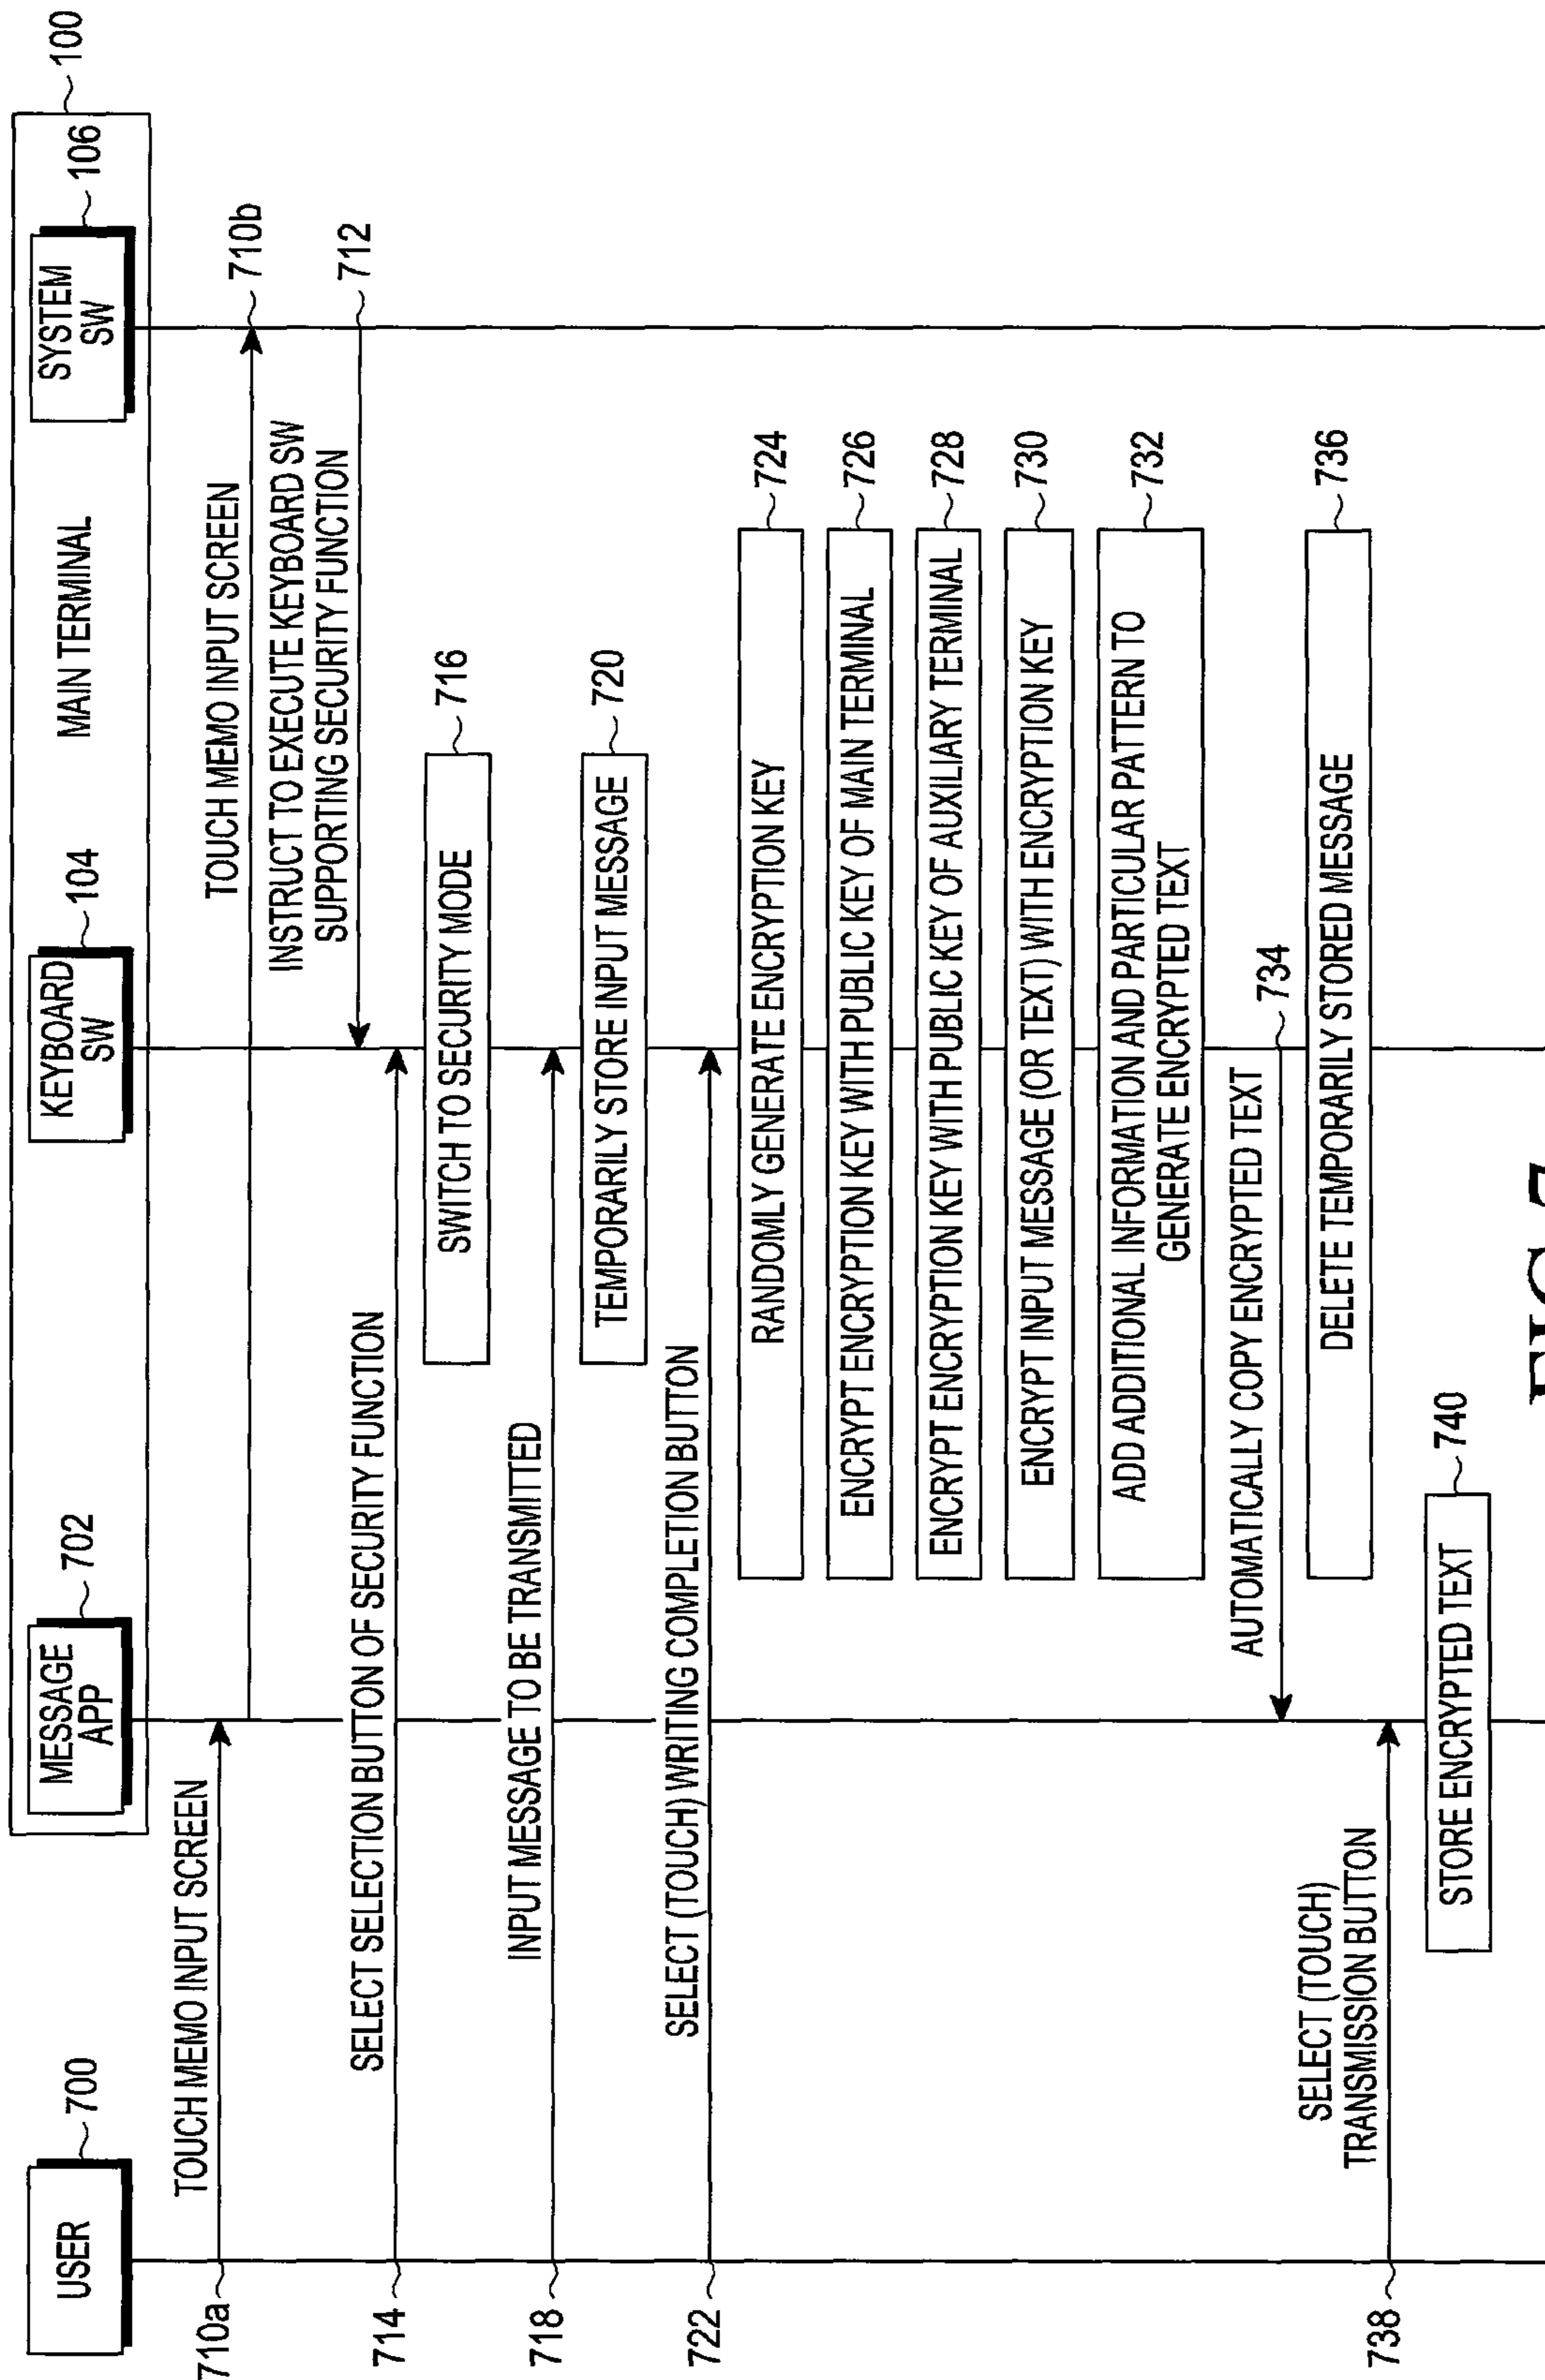 100
USER
700
MESSAGE
APP
702
KEYBOARD
SW
104
MAIN TERMINAL
SYSTEM
SW
106
710a
TOUCH MEMO INPUT SCREEN
TOUCH MEMO INPUT SCREEN
710b
INSTRUCT TO EXECUTE KEYBOARD SW
SUPPORTING SECURITY FUNCTION
712
714
SELECT SELECTION BUTTON OF SECURITY FUNCTION
SWITCH TO SECURITY MODE
716
718
INPUT MESSAGE TO BE TRANSMITTED
TEMPORARILY STORE INPUT MESSAGE
720
722
SELECT (TOUCH) WRITING COMPLETION BUTTON
RANDOMLY GENERATE ENCRYPTION KEY
724
ENCRYPT ENCRYPTION KEY WITH PUBLIC KEY OF MAIN TERMINAL
726
ENCRYPT ENCRYPTION KEY WITH PUBLIC KEY OF AUXILIARY TERMINAL
728
ENCRYPT INPUT MESSAGE (OR TEXT) WITH ENCRYPTION KEY
730
ADD ADDITIONAL INFORMATION AND PARTICULAR PATTERN TO
GENERATE ENCRYPTED TEXT
732
AUTOMATICALLY COPY ENCRYPTED TEXT
734
DELETE TEMPORARILY STORED MESSAGE
736
738
SELECT (TOUCH)
TRANSMISSION BUTTON
STORE ENCRYPTED TEXT
740